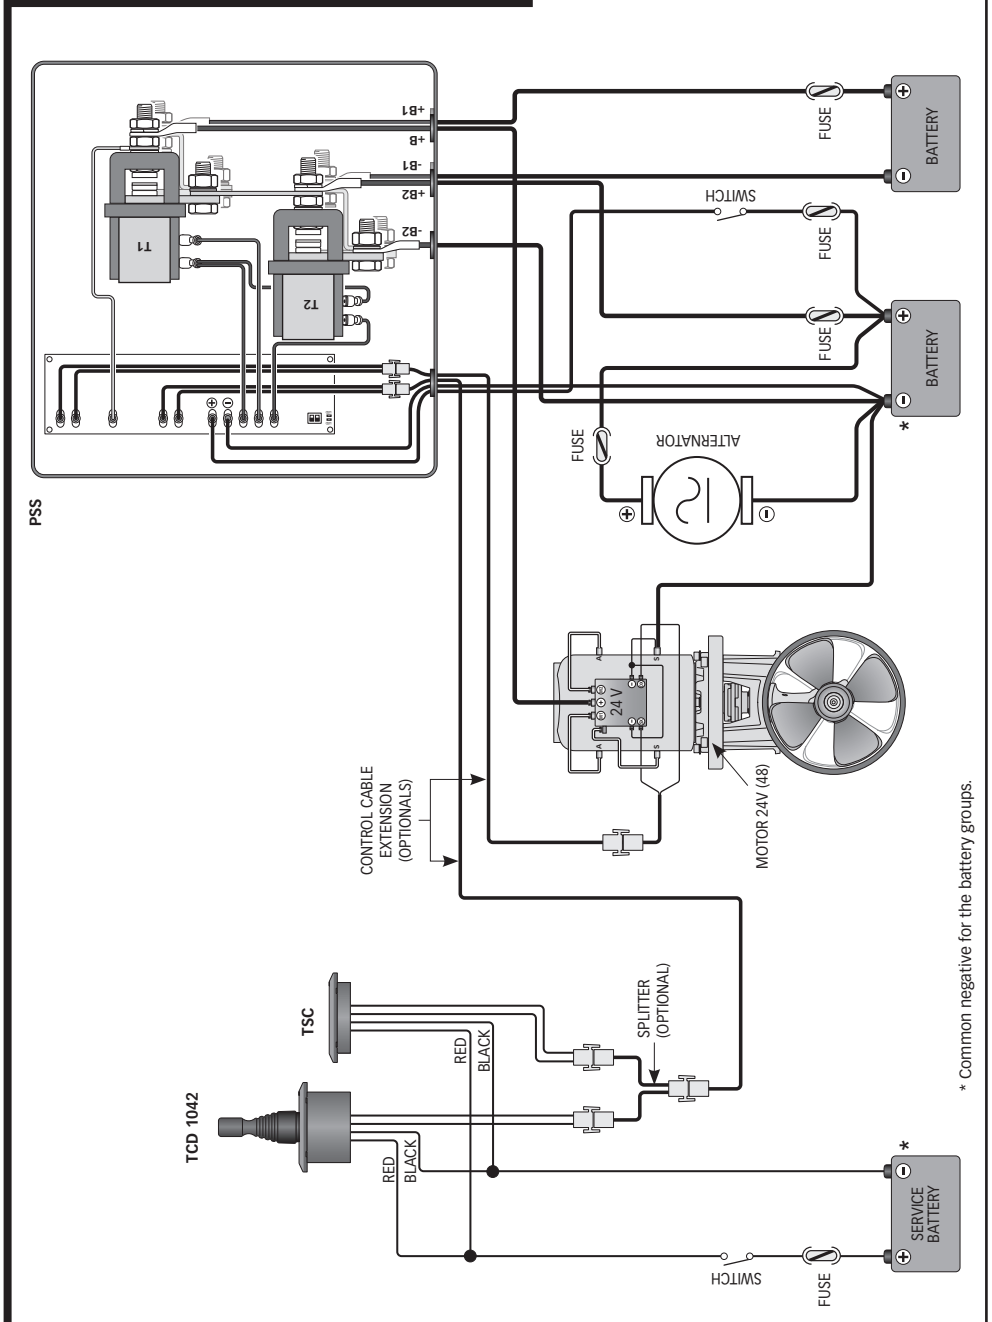 PSS
T1
T2
+B1
+B
-B1
+B2
-B2
FUSE
BATTERY
SWITCH
FUSE
FUSE
BATTERY
*
FUSE
ALTERNATOR
24 V
A
A
S
S
MOTOR 24V (48)
CONTROL CABLE
EXTENSION
(OPTIONALS)
TSC
RED
BLACK
SPLITTER
(OPTIONAL)
TCD 1042
RED
BLACK
SWITCH
FUSE
SERVICE
BATTERY
*
* Common negative for the battery groups.